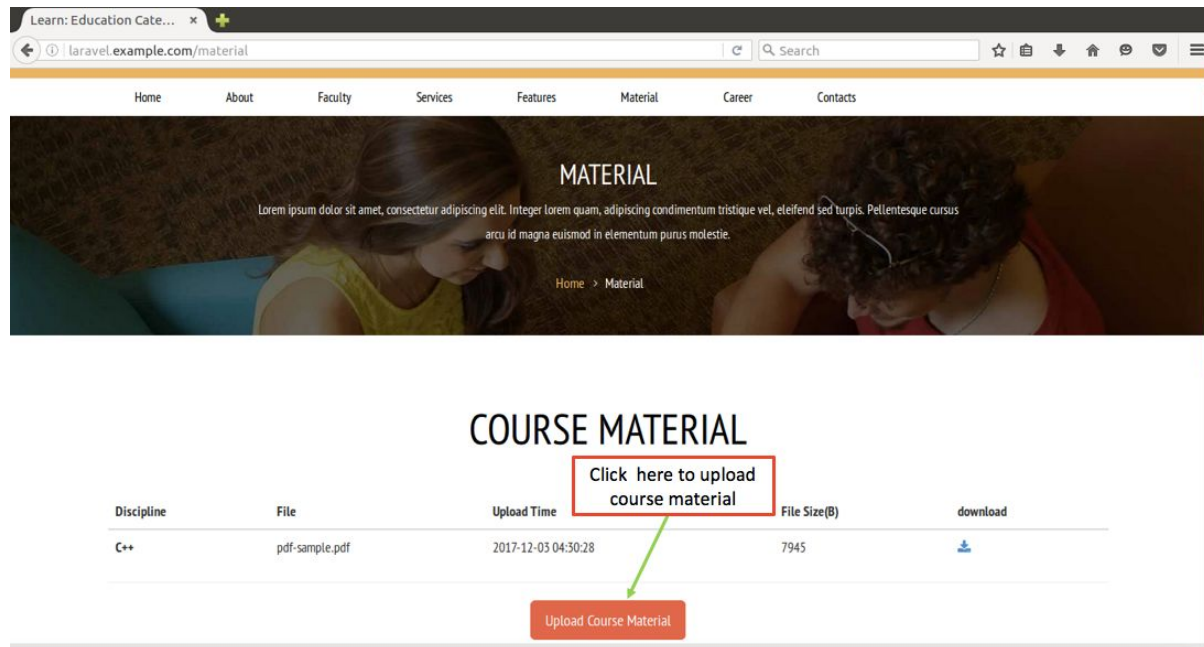 Learn: Education Cate...
laravel.example.com/material
Search
Home About Faculty Services Features Material Career Contacts
MATERIAL
Lorem ipsum dolor sit amet, consectetur adipiscing elit. Integer lorem quam, adipiscing condimentum tristique vel, eleifend sed turpis. Pellentesque cursus
arcu id magna euismod in elementum purus molestie.
Home > Material
COURSE MATERIAL
Click here to upload
course material
Discipline File Upload Time File Size(B) download
C++ pdf-sample.pdf 2017-12-03 04:30:28 7945
Upload Course Material